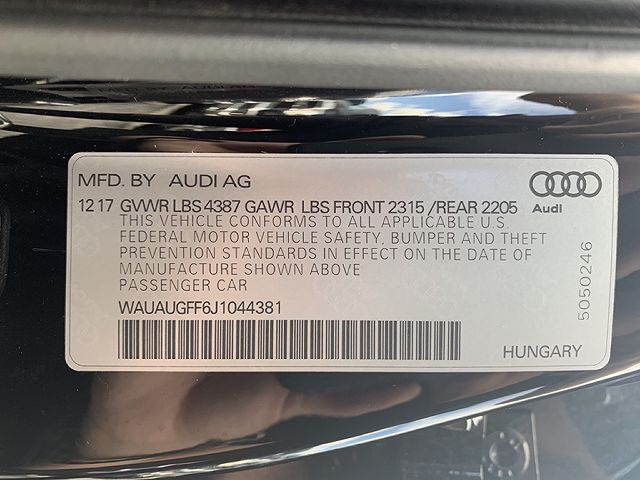 MFD. BY AUDI AG
12 17 GVWR LBS 4387 GAWR LBS FRONT 2315 /REAR 2205
THIS VEHICLE CONFORMS TO ALL APPLICABLE U.S.
FEDERAL MOTOR VEHICLE SAFETY, BUMPER AND THEFT
PREVENTION STANDARDS IN EFFECT ON THE DATE OF
MANUFACTURE SHOWN ABOVE
PASSENGER CAR
WAUAUGFF6J1044381
Audi
5050246
HUNGARY